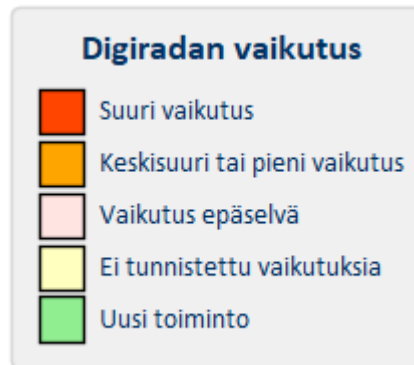 Digiradan vaikutus
Suuri vaikutus
Keskisuuri tai pieni vaikutus
Vaikutus epäselvä
Ei tunnistettu vaikutuksia
Uusi toiminto